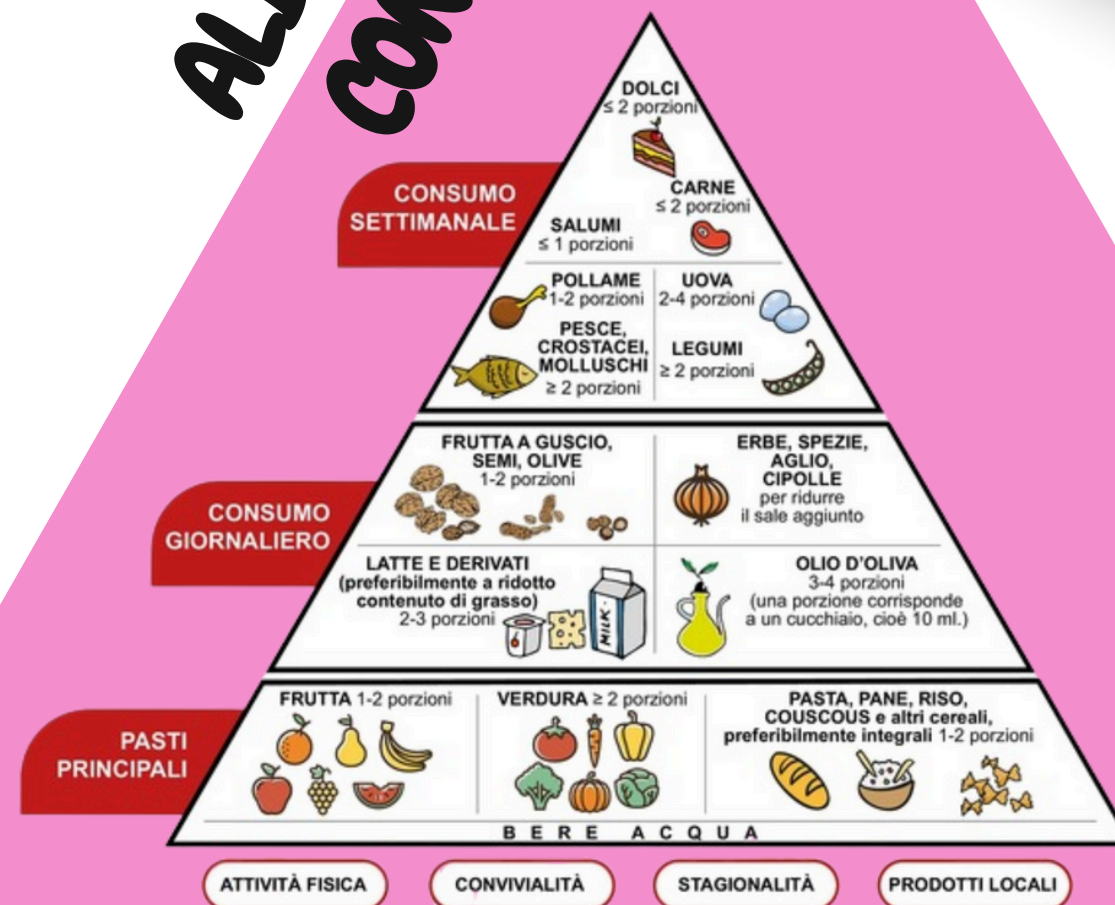 DOLCI
≤ 2 porzioni
CARNE
≤ 2 porzioni
CONSUMO
SETTIMANALE
SALUMI
≤ 1 porzioni
POLLAME
1-2 porzioni
UOVA
2-4 porzioni
PESCE,
CROSTACEI,
MOLLUSCHI
≥ 2 porzioni
LEGUMI
≥ 2 porzioni
FRUTTA A GUSCIO,
SEMI, OLIVE
1-2 porzioni
ERBE, SPEZIE,
AGLIO,
CIPOLLE
per ridurre
il sale aggiunto
CONSUMO
GIORNALIERO
LATTE E DERIVATI
(preferibilmente a ridotto
contenuto di grasso)
2-3 porzioni
MILK
OLIO D'OLIVA
3-4 porzioni
(una porzione corrisponde
a un cucchiaio, cioè 10 ml.)
PASTI
PRINCIPALI
FRUTTA 1-2 porzioni
VERDURA ≥ 2 porzioni
PASTA, PANE, RISO,
COUSCOUS e altri cereali,
preferibilmente integrali 1-2 porzioni
BERE ACQUA
ATTIVITÀ FISICA
CONVIVIALITÀ
STAGIONALITÀ
PRODOTTI LOCALI